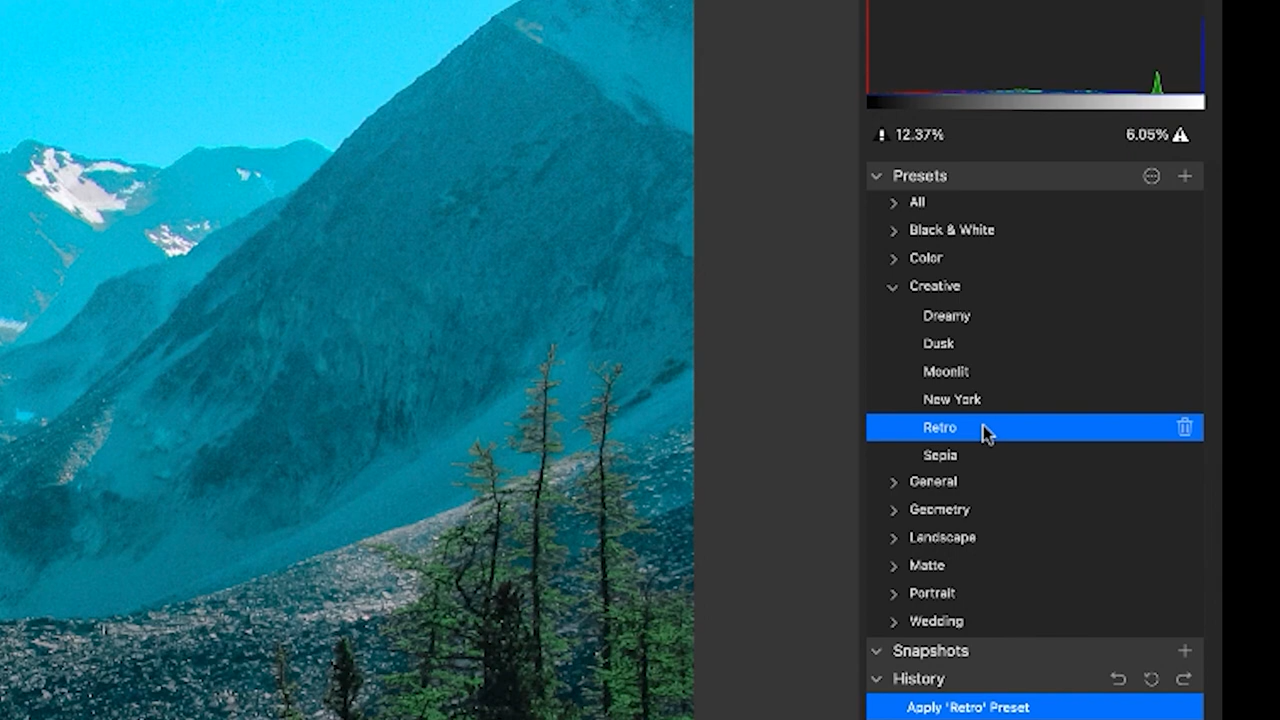 12.37% 6.05%
Presets
All
Black & White
Color
Creative
Dreamy
Dusk
Moonlit
New York
Retro
Sepia
General
Geometry
Landscape
Matte
Portrait
Wedding
Snapshots
History
Apply 'Retro' Preset